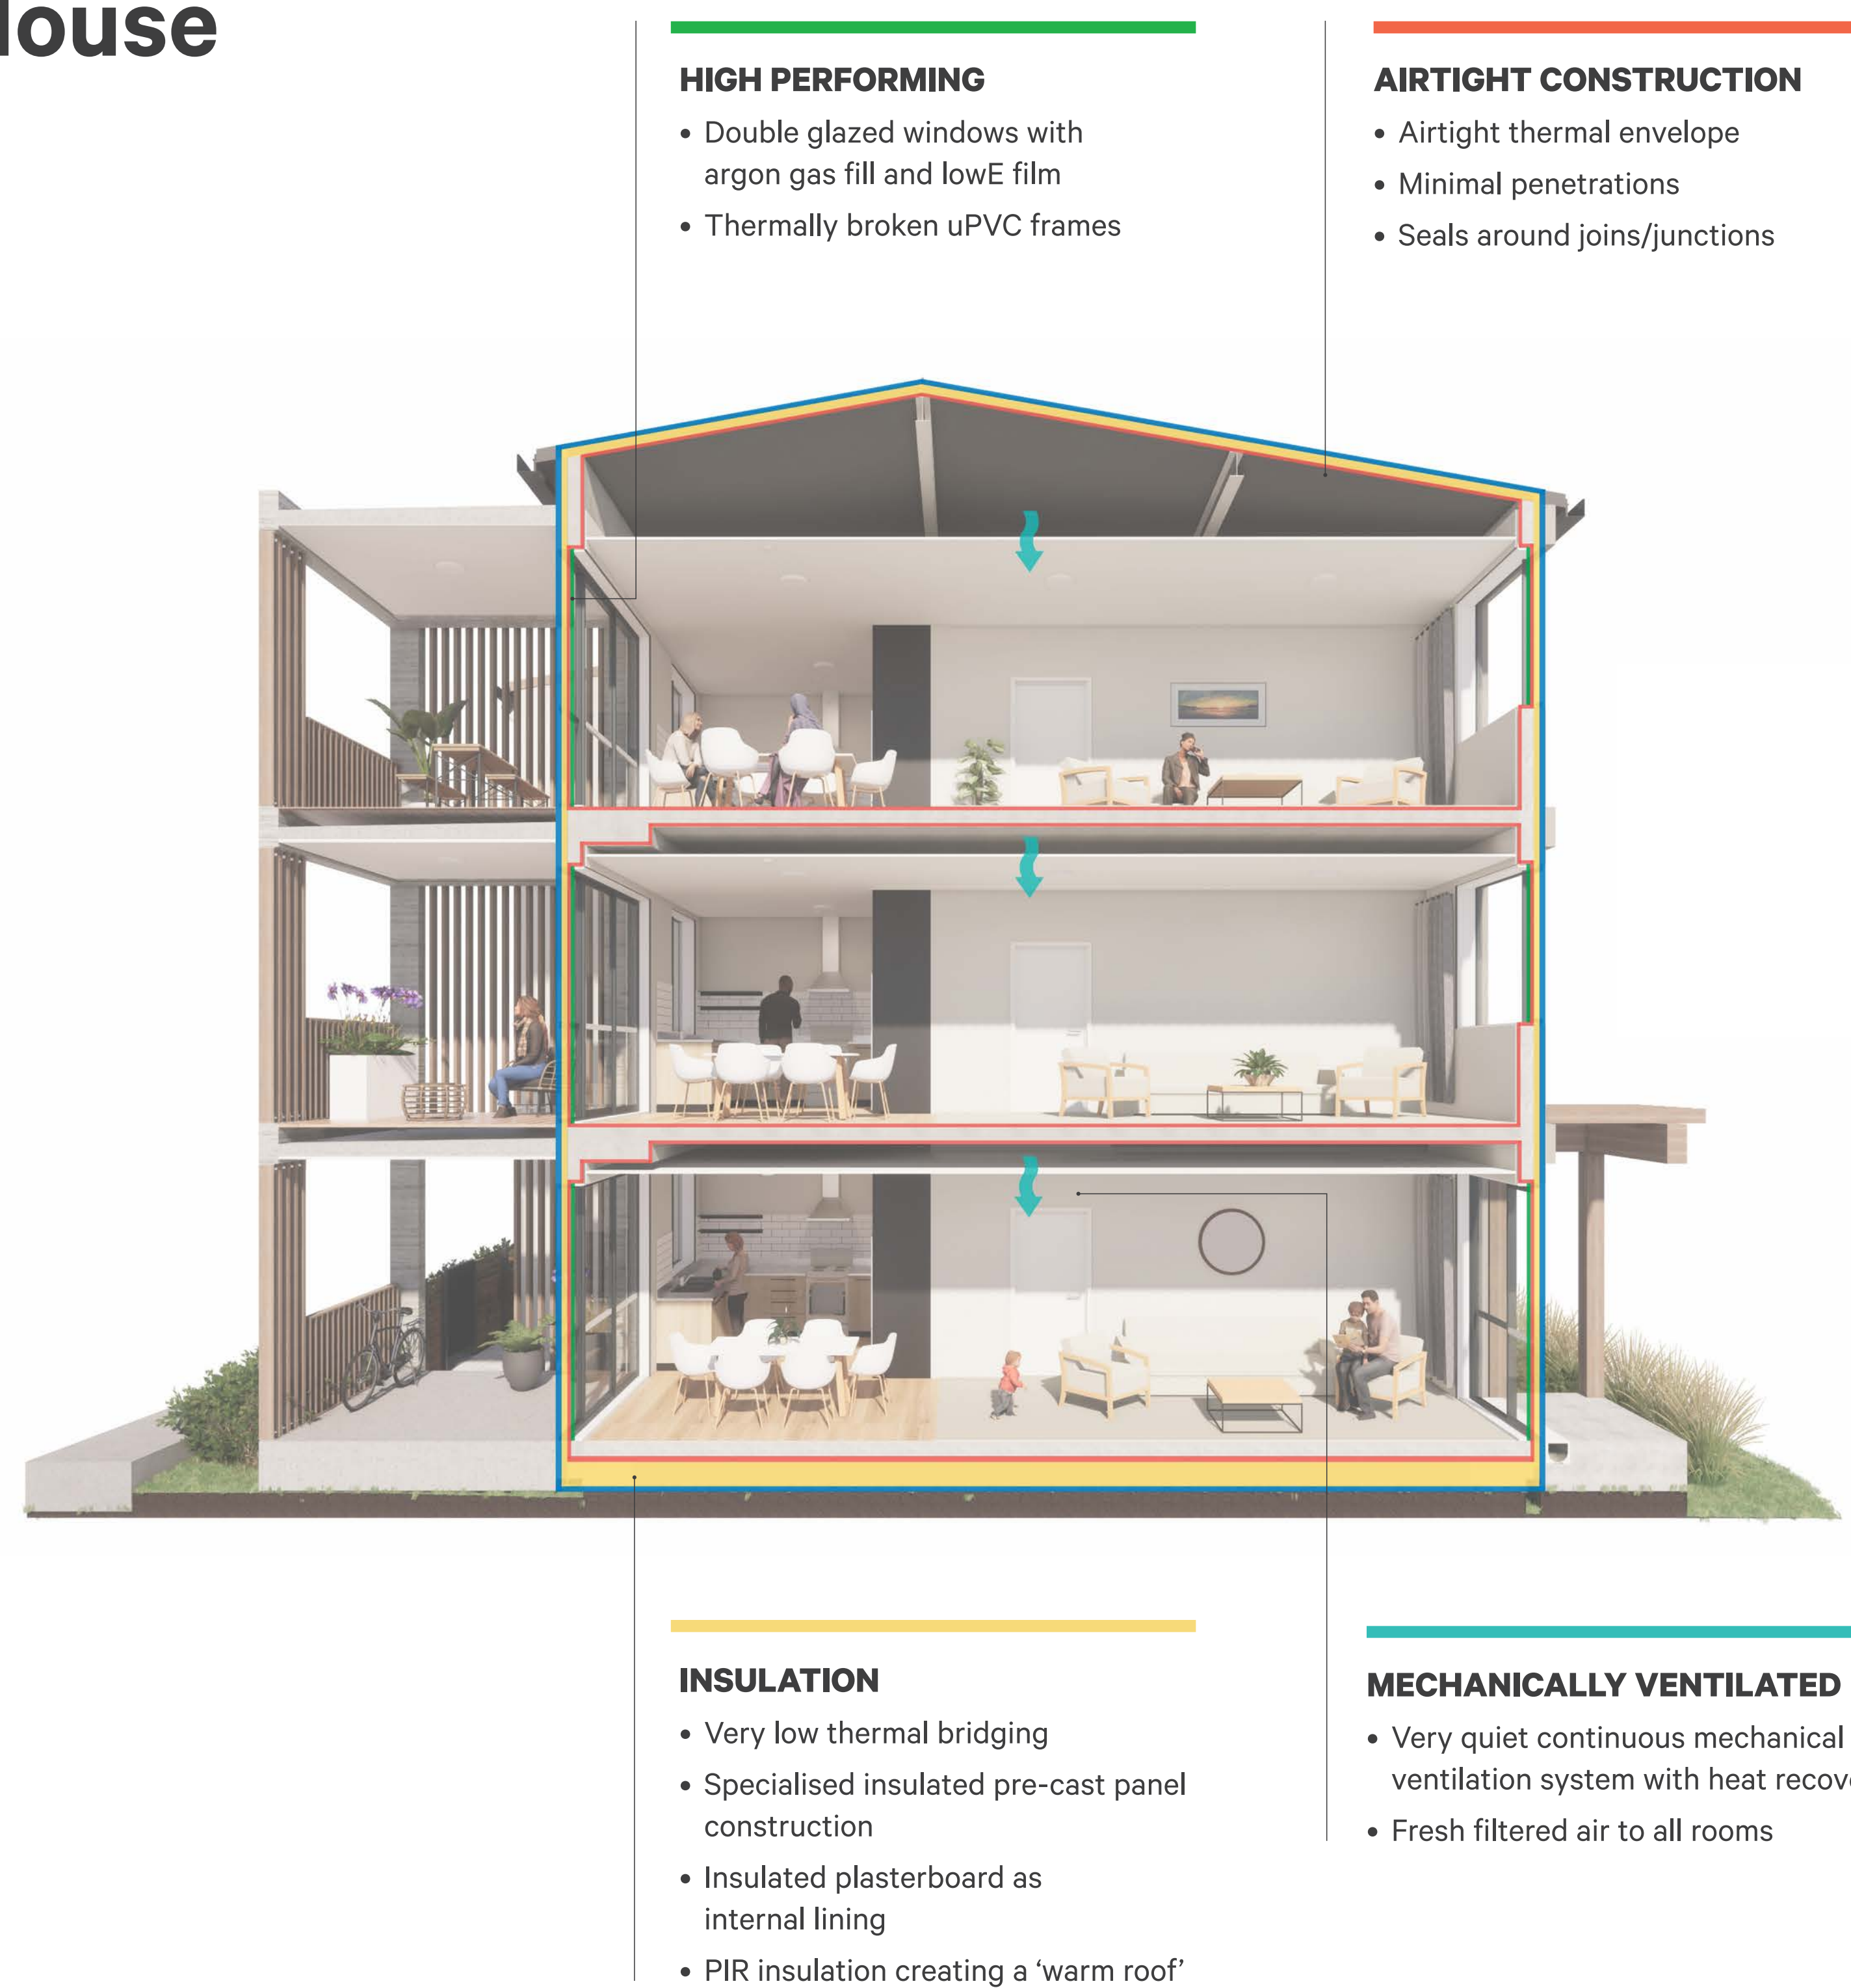 HIGH PERFORMING
• Double glazed windows with
argon gas fill and lowE film
• Thermally broken uPVC frames
AIRTIGHT CONSTRUCTION
• Airtight thermal envelope
• Minimal penetrations
• Seals around joins/junctions
INSULATION
• Very low thermal bridging
• Specialised insulated pre-cast panel
construction
• Insulated plasterboard as
internal lining
• PIR insulation creating a ‘warm roof’
MECHANICALLY VENTILATED
• Very quiet continuous mechanical
ventilation system with heat
• Fresh filtered air to all rooms